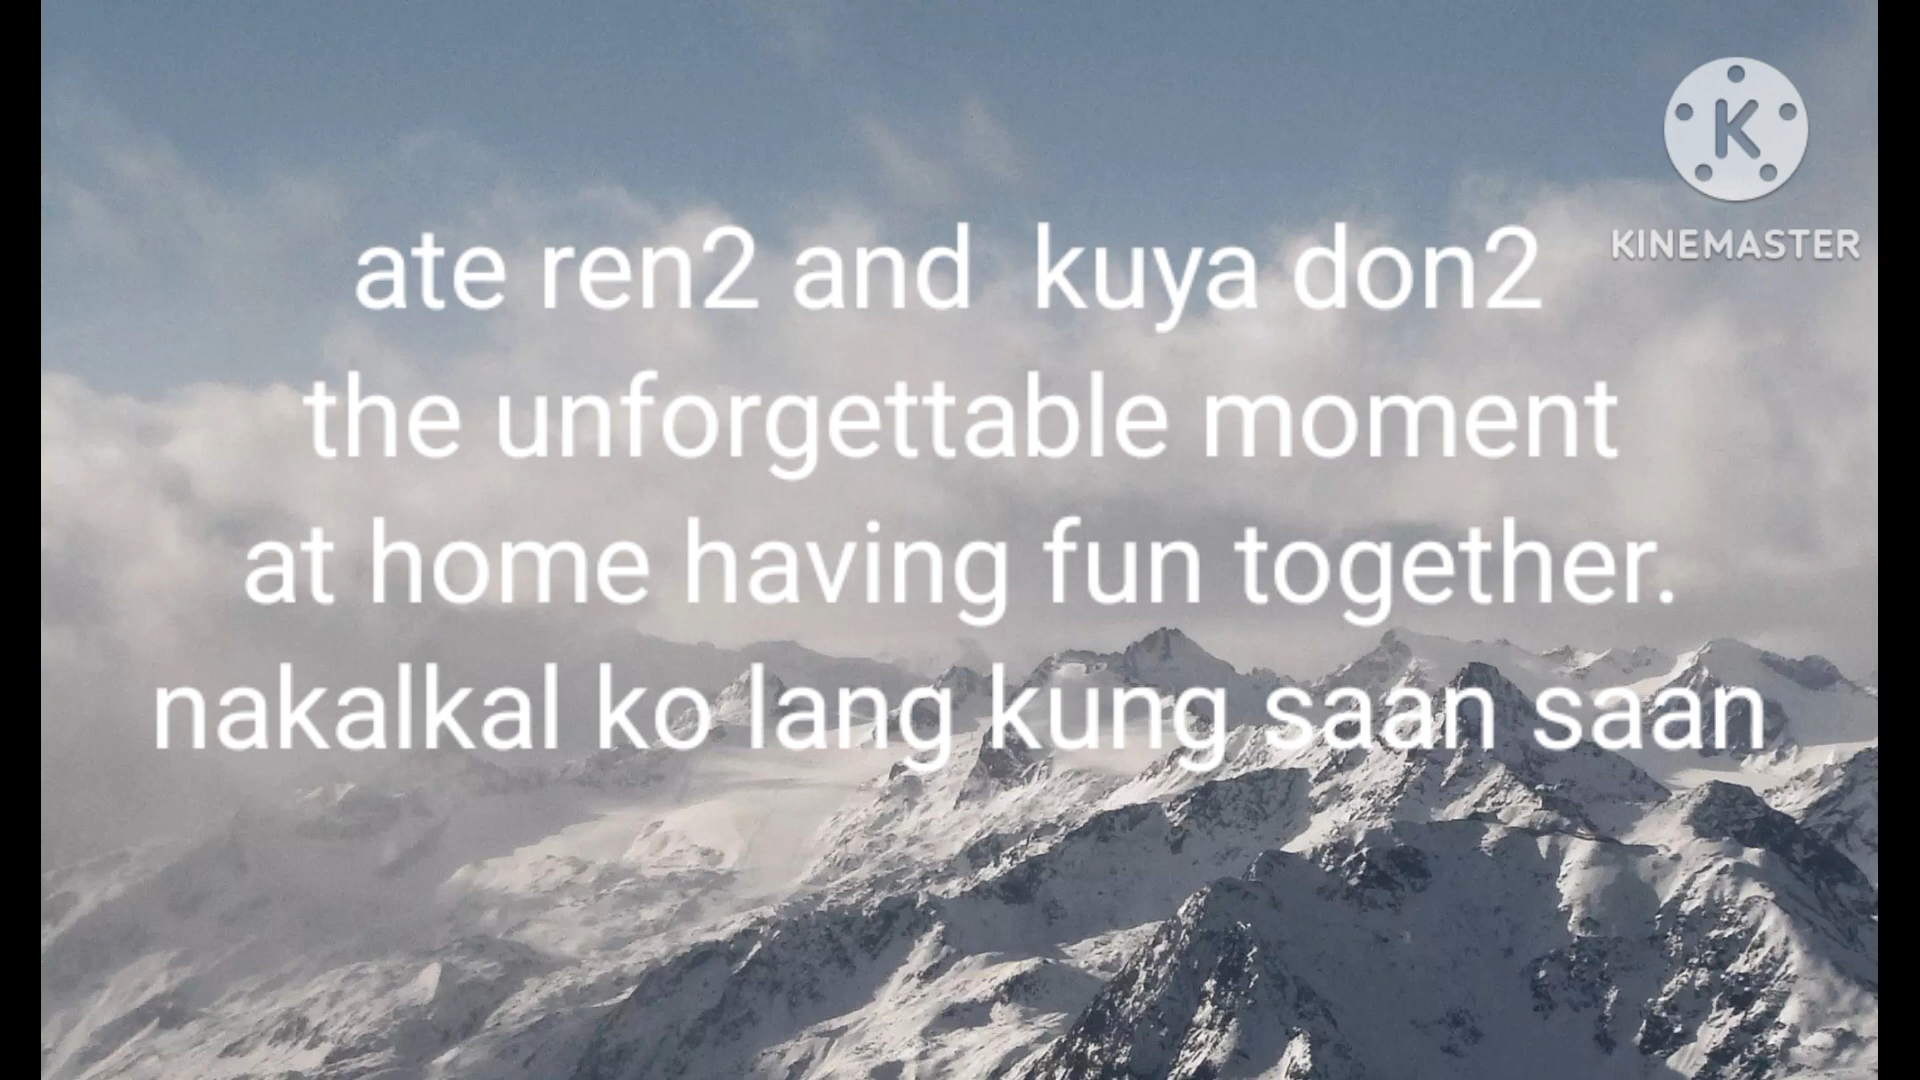 K
KINEMASTER
ate ren2 and  kuya don2
the unforgettable moment
at home having fun together.
nakalkal ko lang kung saan saan